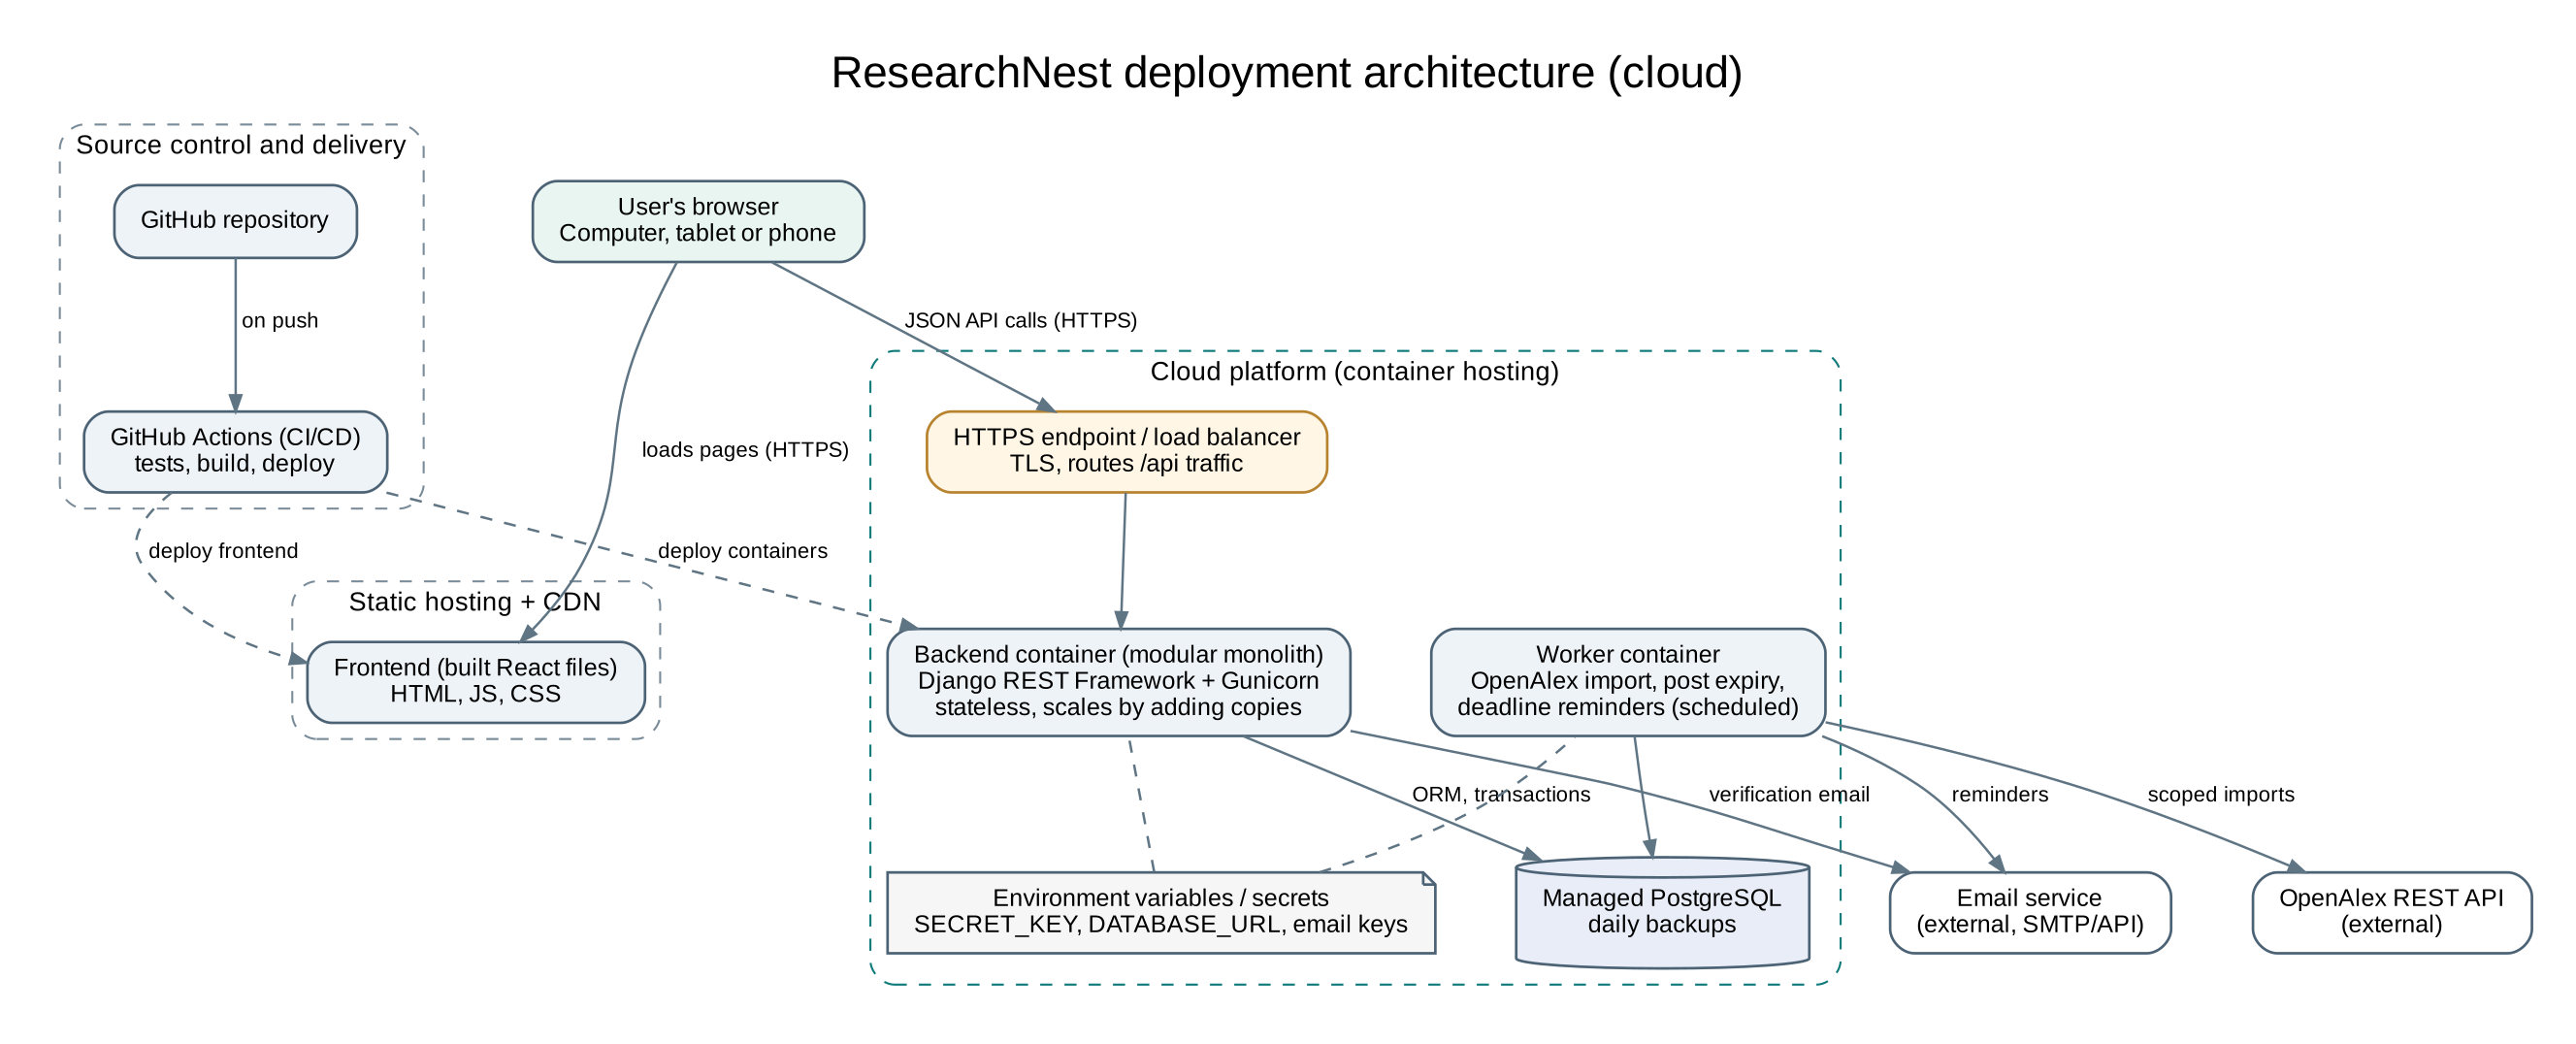 ResearchNest deployment architecture (cloud)
Source control and delivery
GitHub repository
on push
GitHub Actions (CI/CD)
tests, build, deploy
User's browser
Computer, tablet or phone
JSON API calls (HTTPS)
loads pages (HTTPS)
Cloud platform (container hosting)
HTTPS endpoint / load balancer
TLS, routes /api traffic
deploy frontend
deploy containers
Static hosting + CDN
Frontend (built React files)
HTML, JS, CSS
Backend container (modular monolith)
Django REST Framework + Gunicorn
stateless, scales by adding copies
Worker container
OpenAlex import, post expiry,
deadline reminders (scheduled)
ORM, transactions
verification email
reminders
scoped imports
Environment variables / secrets
SECRET_KEY, DATABASE_URL, email keys
Managed PostgreSQL
daily backups
Email service
(external, SMTP/API)
OpenAlex REST API
(external)